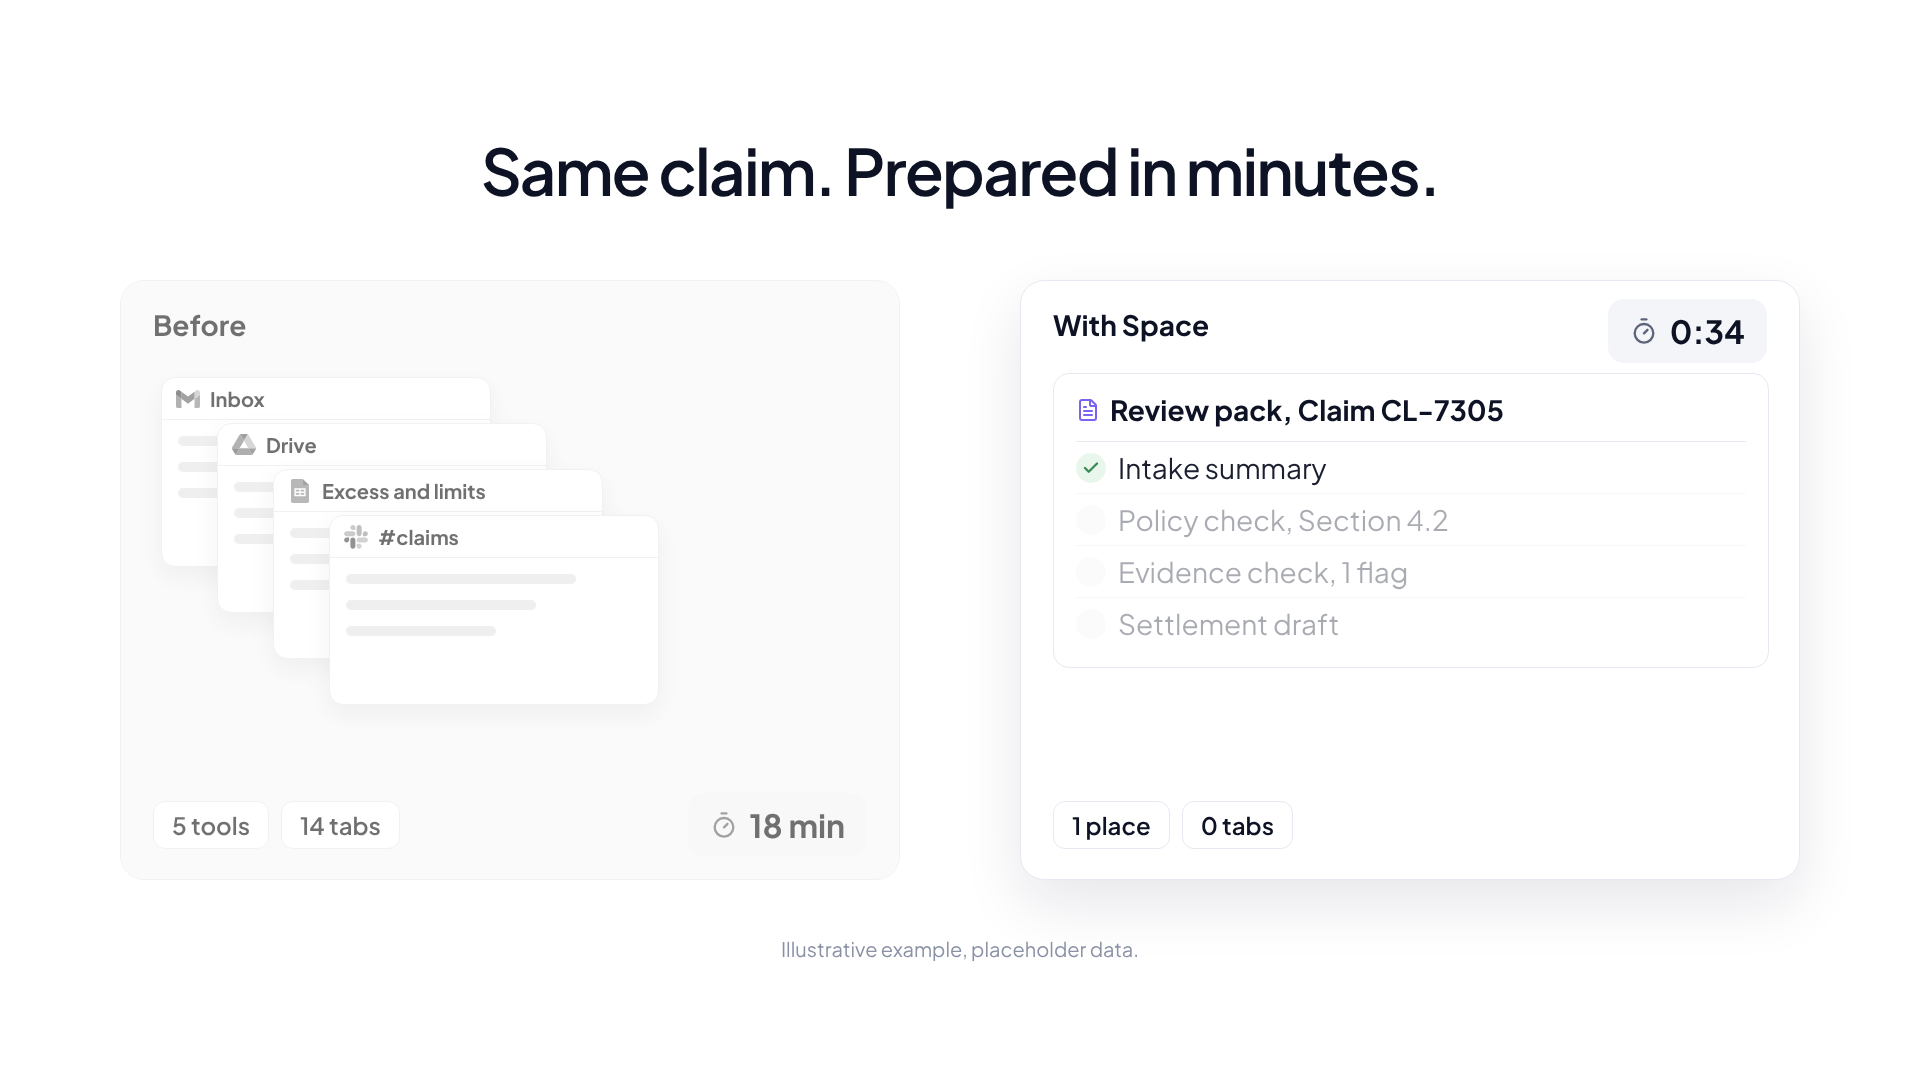 Same claim. Prepared in minutes.
Before
Inbox
Drive
Excess and limits
#claims
5 tools
14 tabs
18 min
With Space
0:34
Review pack, Claim CL-7305
Intake summary
Policy check, Section 4.2
Evidence check, 1 flag
Settlement draft
1 place
0 tabs
Illustrative example, placeholder data.